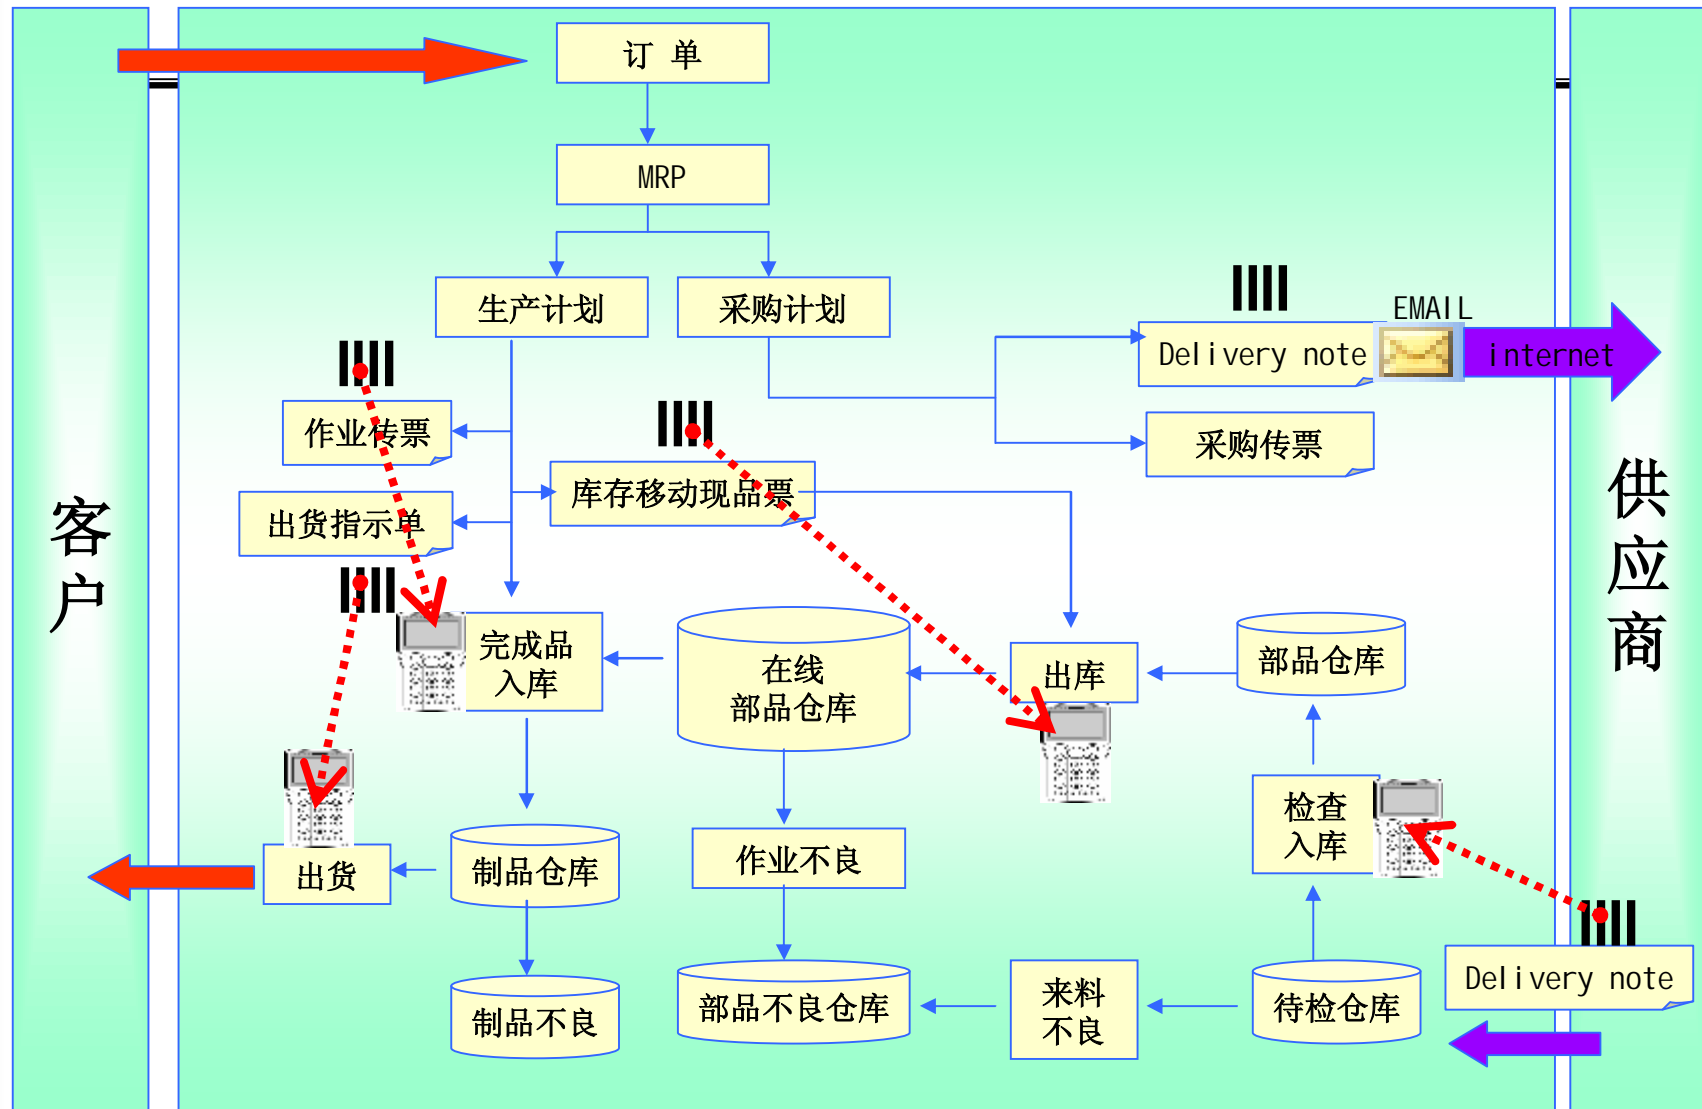 订 单
MRP
生产计划
采购计划
EMAIL
Delivery note
internet
作业传票
采购传票
库存移动现品票
出货指示单
客
户
供
应
商
完成品
入库
在线
部品仓库
出库
部品仓库
检查
入库
出货
制品仓库
作业不良
Delivery note
制品不良
部品不良仓库
来料
不良
待检仓库